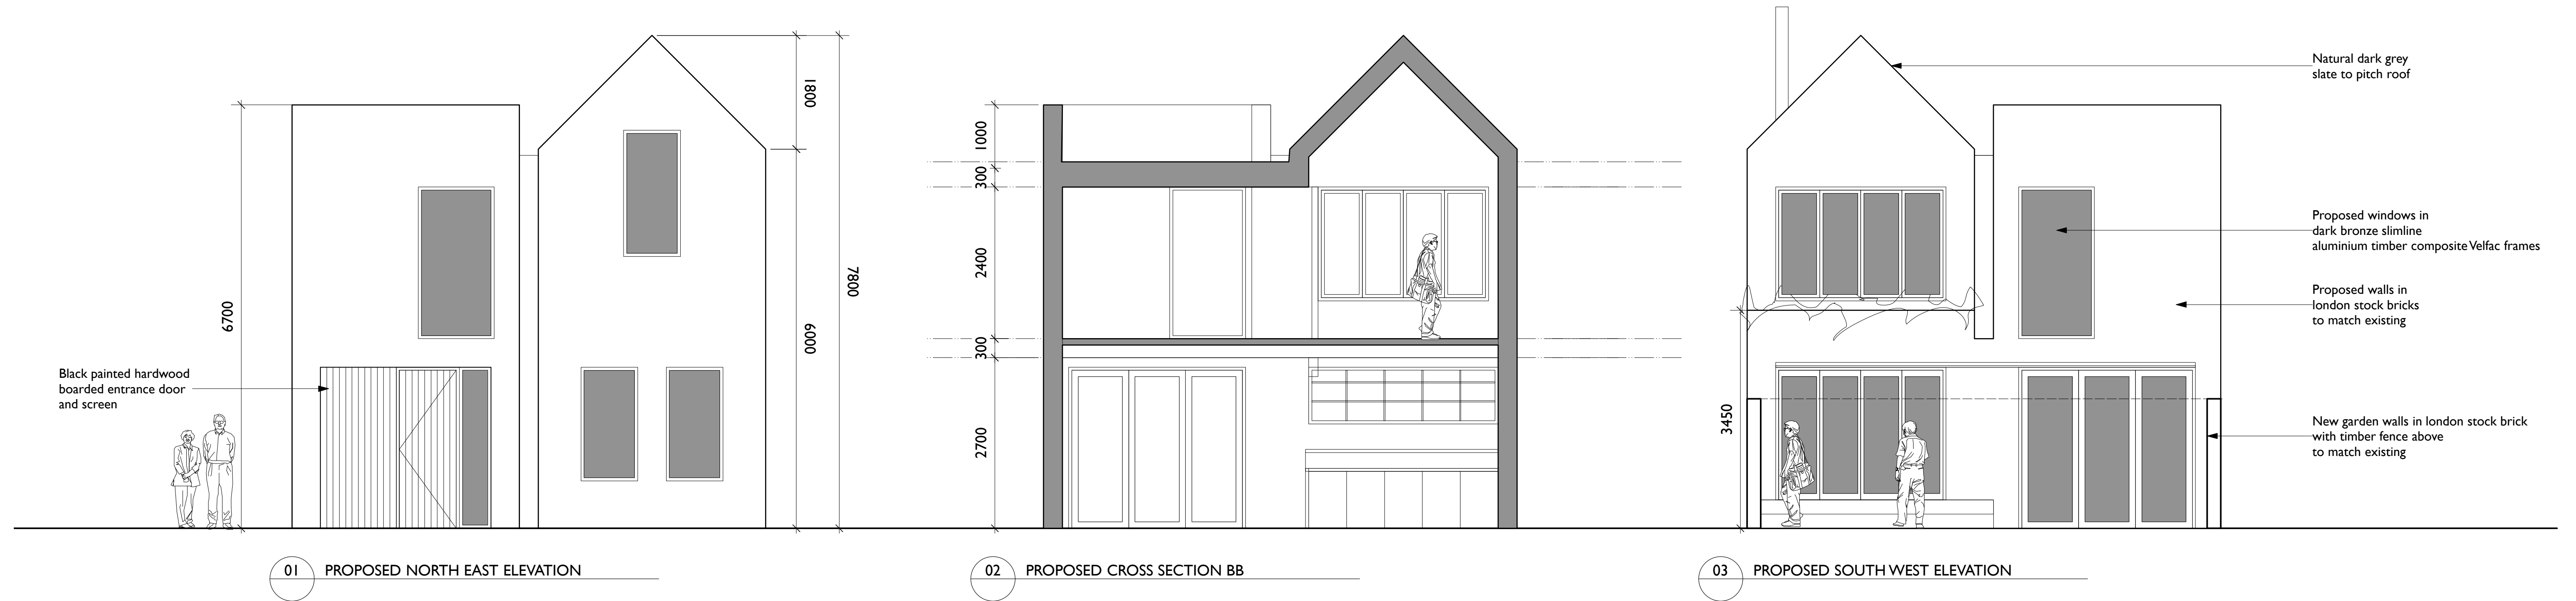 6700
Black painted hardwood
boarded entrance door
and screen
1800
7800
6000
01 PROPOSED NORTH EAST ELEVATION
1000
300
2400
300
2700
02 PROPOSED CROSS SECTION BB
3450
Natural dark grey
slate to pitch roof
Proposed windows in
dark bronze slimline
aluminium timber composite Velfac frames
Proposed walls in
london stock bricks
to match existing
New garden walls in london stock brick
with timber fence above
to match existing
03 PROPOSED SOUTH WEST ELEVATION